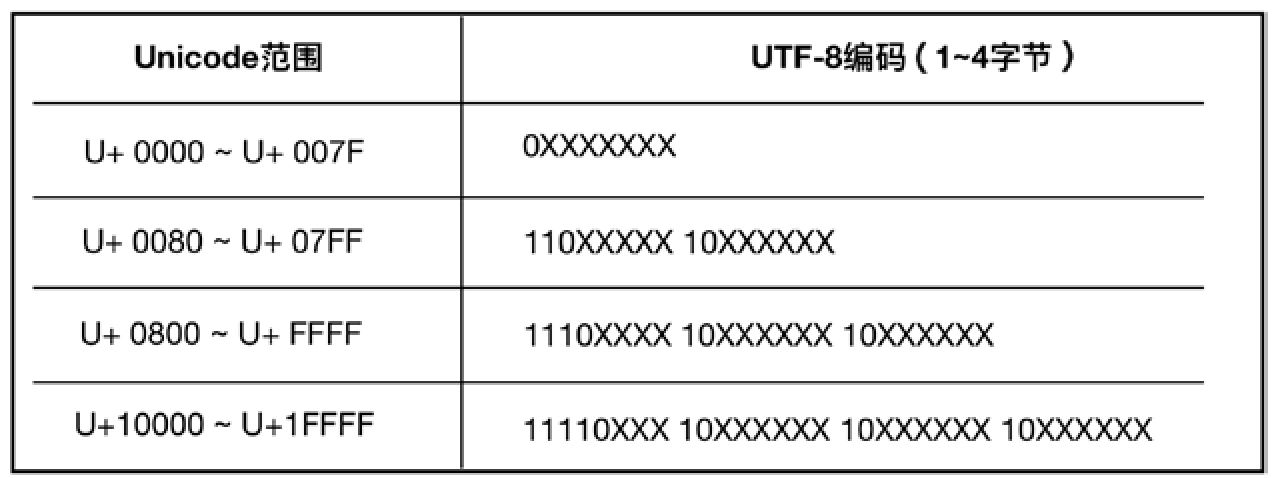 Unicode范围 UTF-8编码（1~4字节）
U+ 0000 ~ U+ 007F 0XXXXXXX
U+ 0080 ~ U+ 07FF 110XXXXX 10XXXXXX
U+ 0800 ~ U+ FFFF 1110XXXX 10XXXXXX 10XXXXXX
U+10000 ~ U+1FFFF 11110XXX 10XXXXXX 10XXXXXX 10XXXXXX